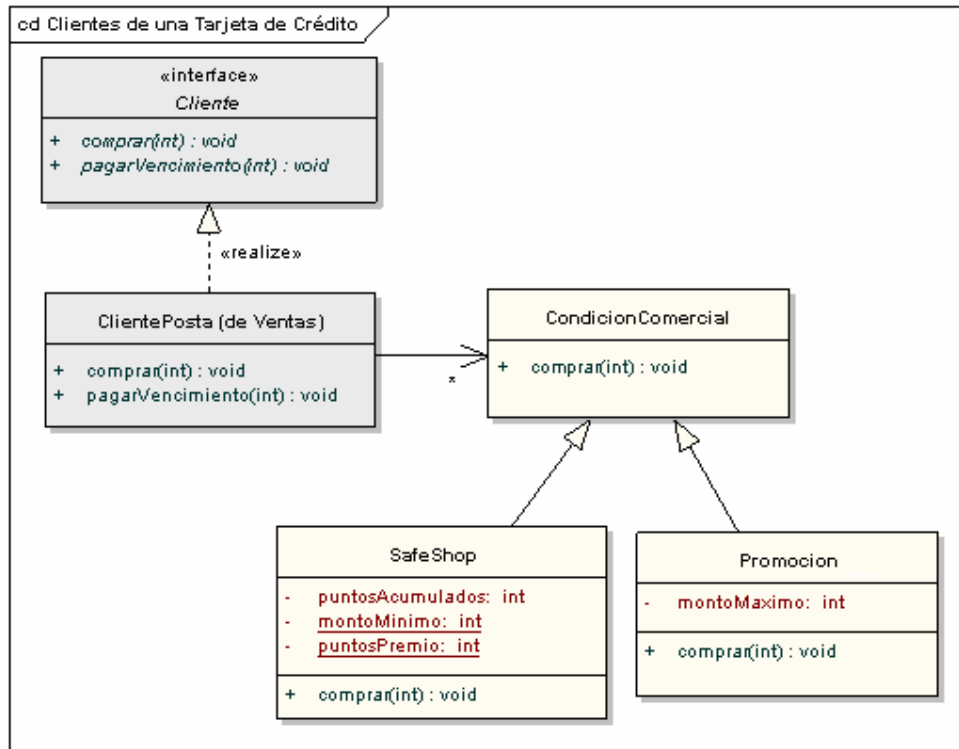 cd Clientes de una Tarjeta de Crédito
«interface»
Cliente
+ comprar(int) : void
+ pagarVencimiento(int) : void
«realize»
ClientePosta (de Ventas)
+ comprar(int) : void
+ pagarVencimiento(int) : void
*
CondicionComercial
+ comprar(int) : void
SafeShop
- puntosAcumulados: int
- montoMinimo: int
- puntosPremio: int
+ comprar(int) : void
Promocion
- montoMaximo: int
+ comprar(int) : void